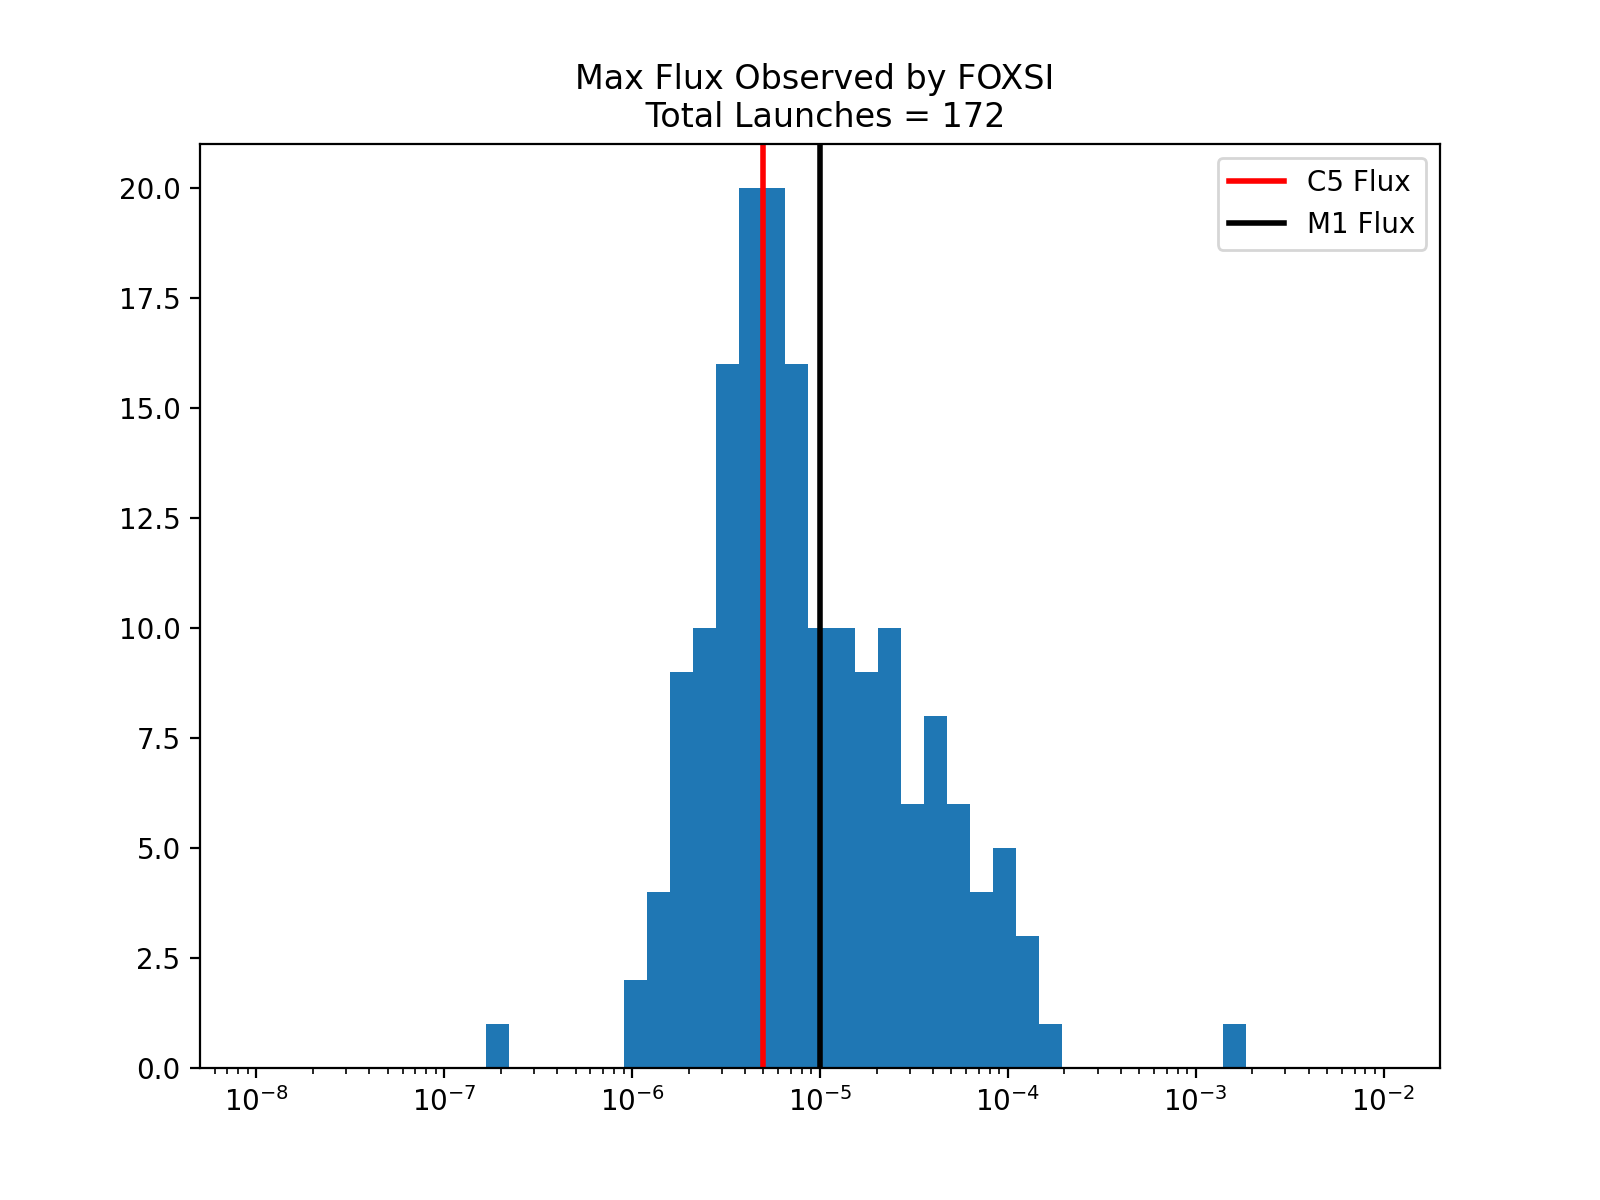 Max Flux Observed by FOXSI
Total Launches = 172
C5 Flux
M1 Flux
20.0
17.5
15.0
12.5
10.0
7.5
5.0
2.5
0.0
10⁻⁸ 10⁻⁷ 10⁻⁶ 10⁻⁵ 10⁻⁴ 10⁻³ 10⁻²